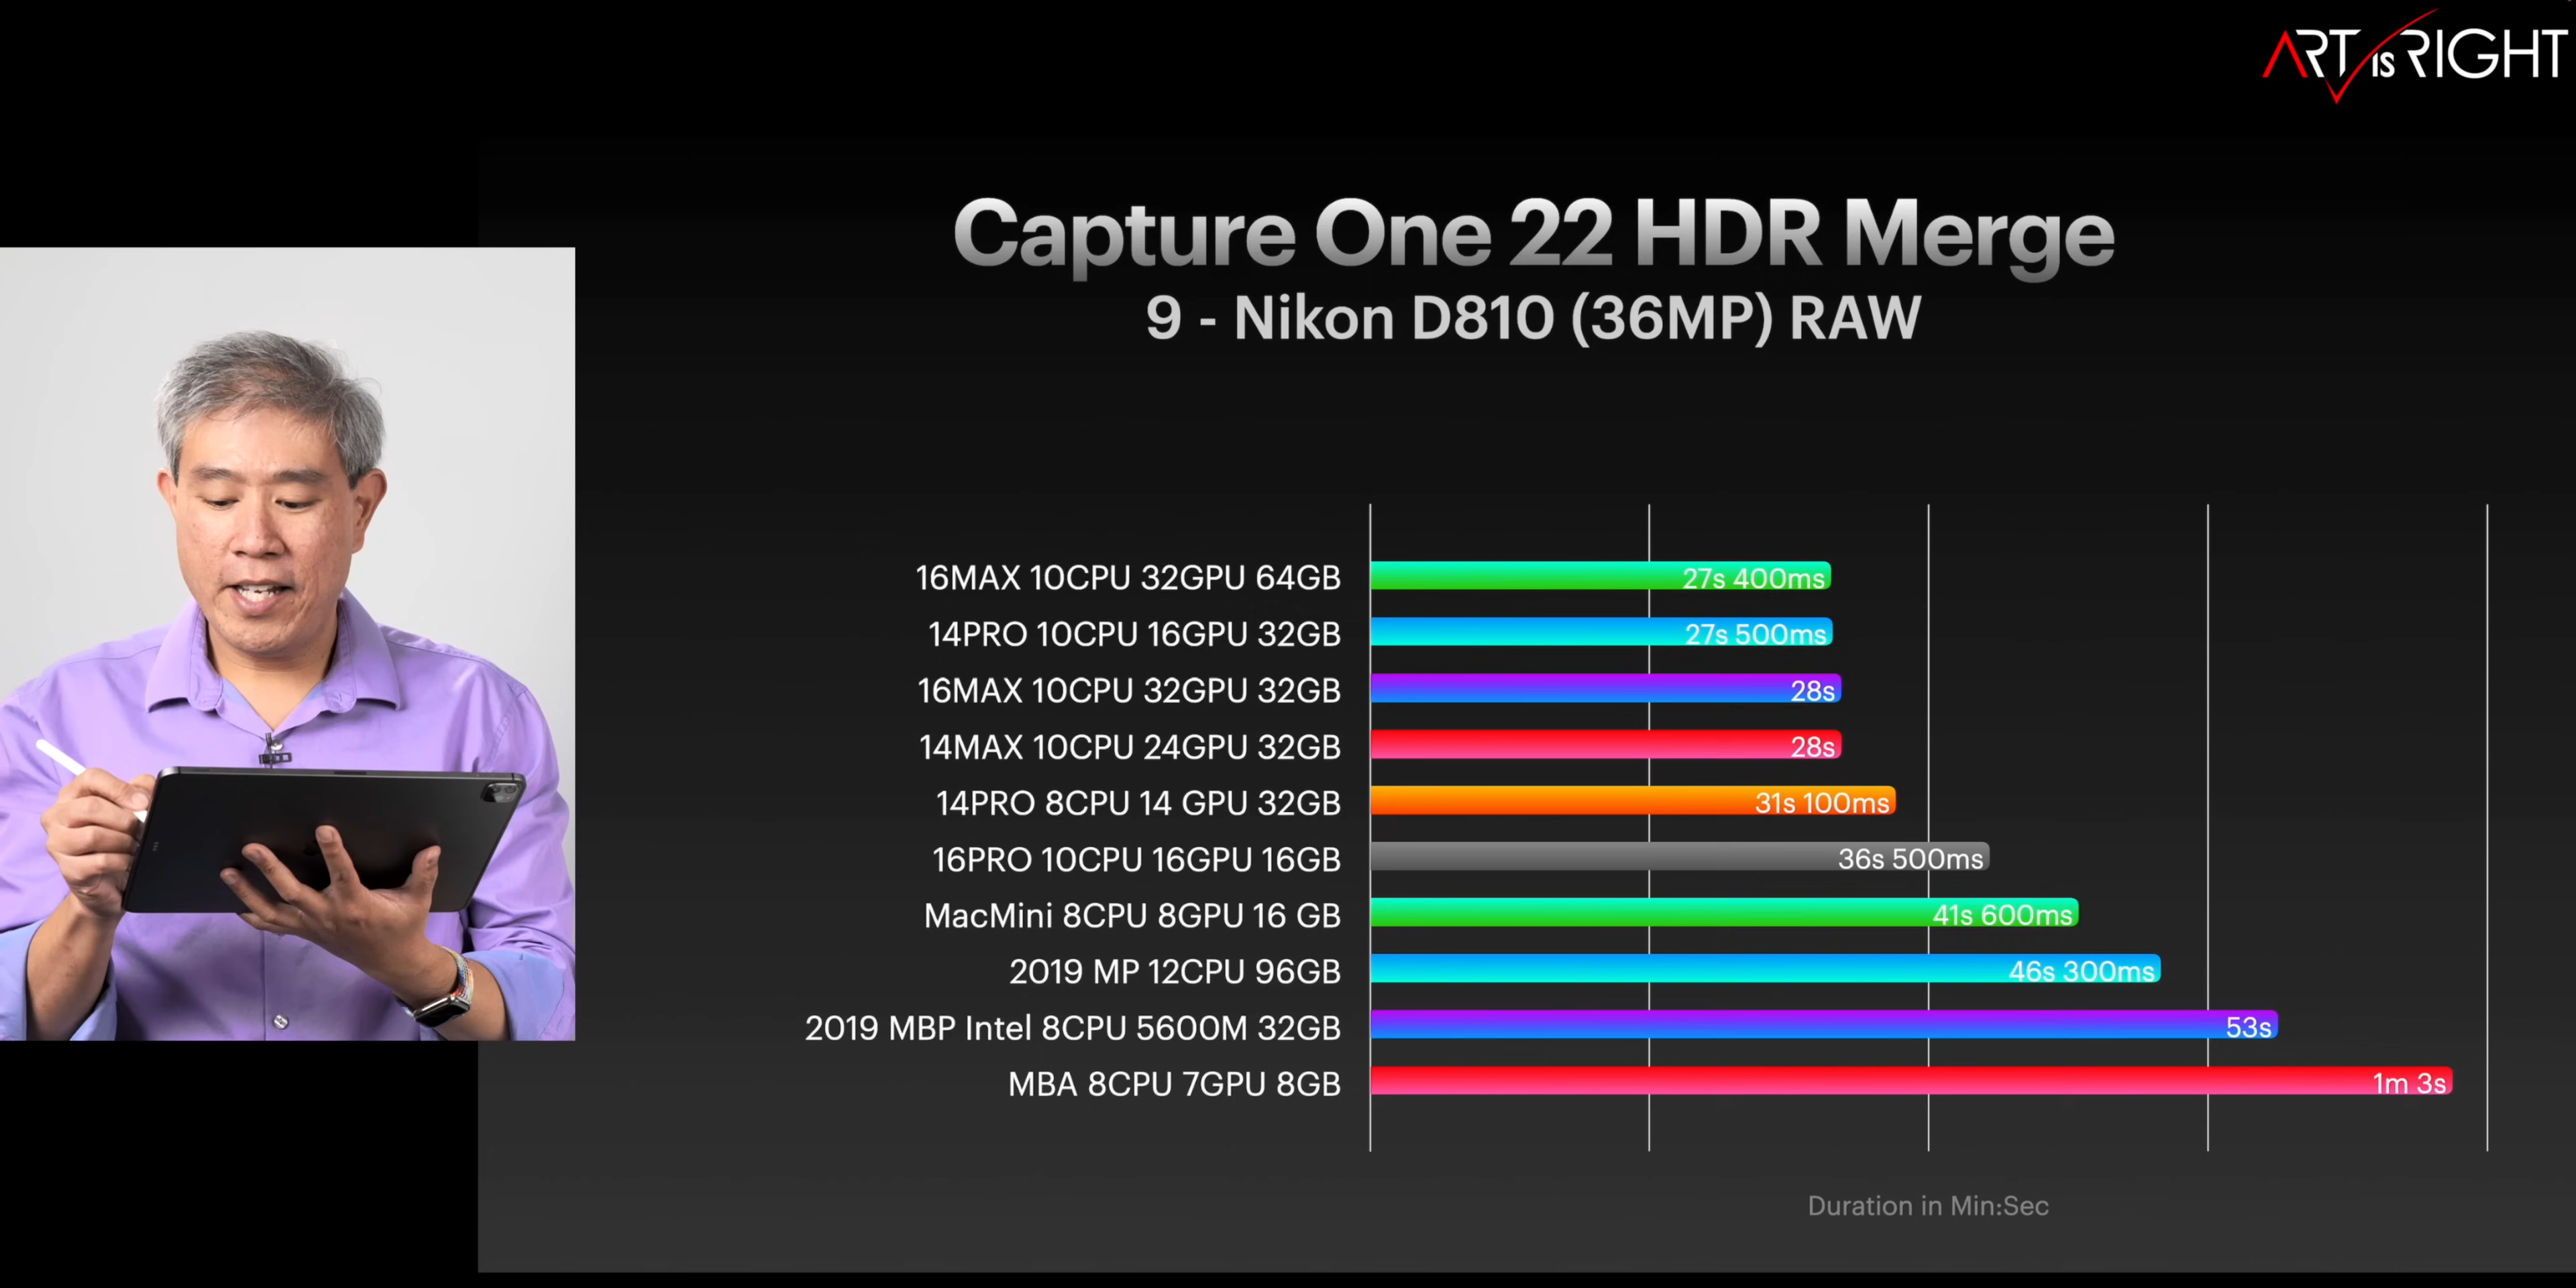 ART is RIGHT
Capture One 22 HDR Merge
9 - Nikon D810 (36MP) RAW
16MAX 10CPU 32GPU 64GB 27s 400ms
14PRO 10CPU 16GPU 32GB 27s 500ms
16MAX 10CPU 32GPU 32GB 28s
14MAX 10CPU 24GPU 32GB 28s
14PRO 8CPU 14 GPU 32GB 31s 100ms
16PRO 10CPU 16GPU 16GB 36s 500ms
MacMini 8CPU 8GPU 16 GB 41s 600ms
2019 MP 12CPU 96GB 46s 300ms
2019 MBP Intel 8CPU 5600M 32GB 53s
MBA 8CPU 7GPU 8GB 1m 3s
Duration in Min:Sec